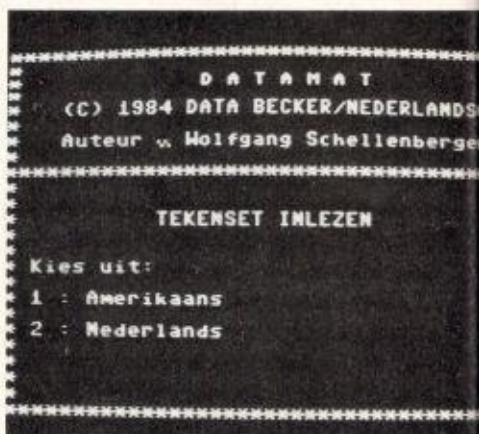 D A T A M A T
(C) 1984 DATA BECKER/NEDERLANDS
Auteur Wolfgang Schellenberge
TEKENSET INLEZEN
Kies uit:
1 : Amerikaans
2 : Nederlands